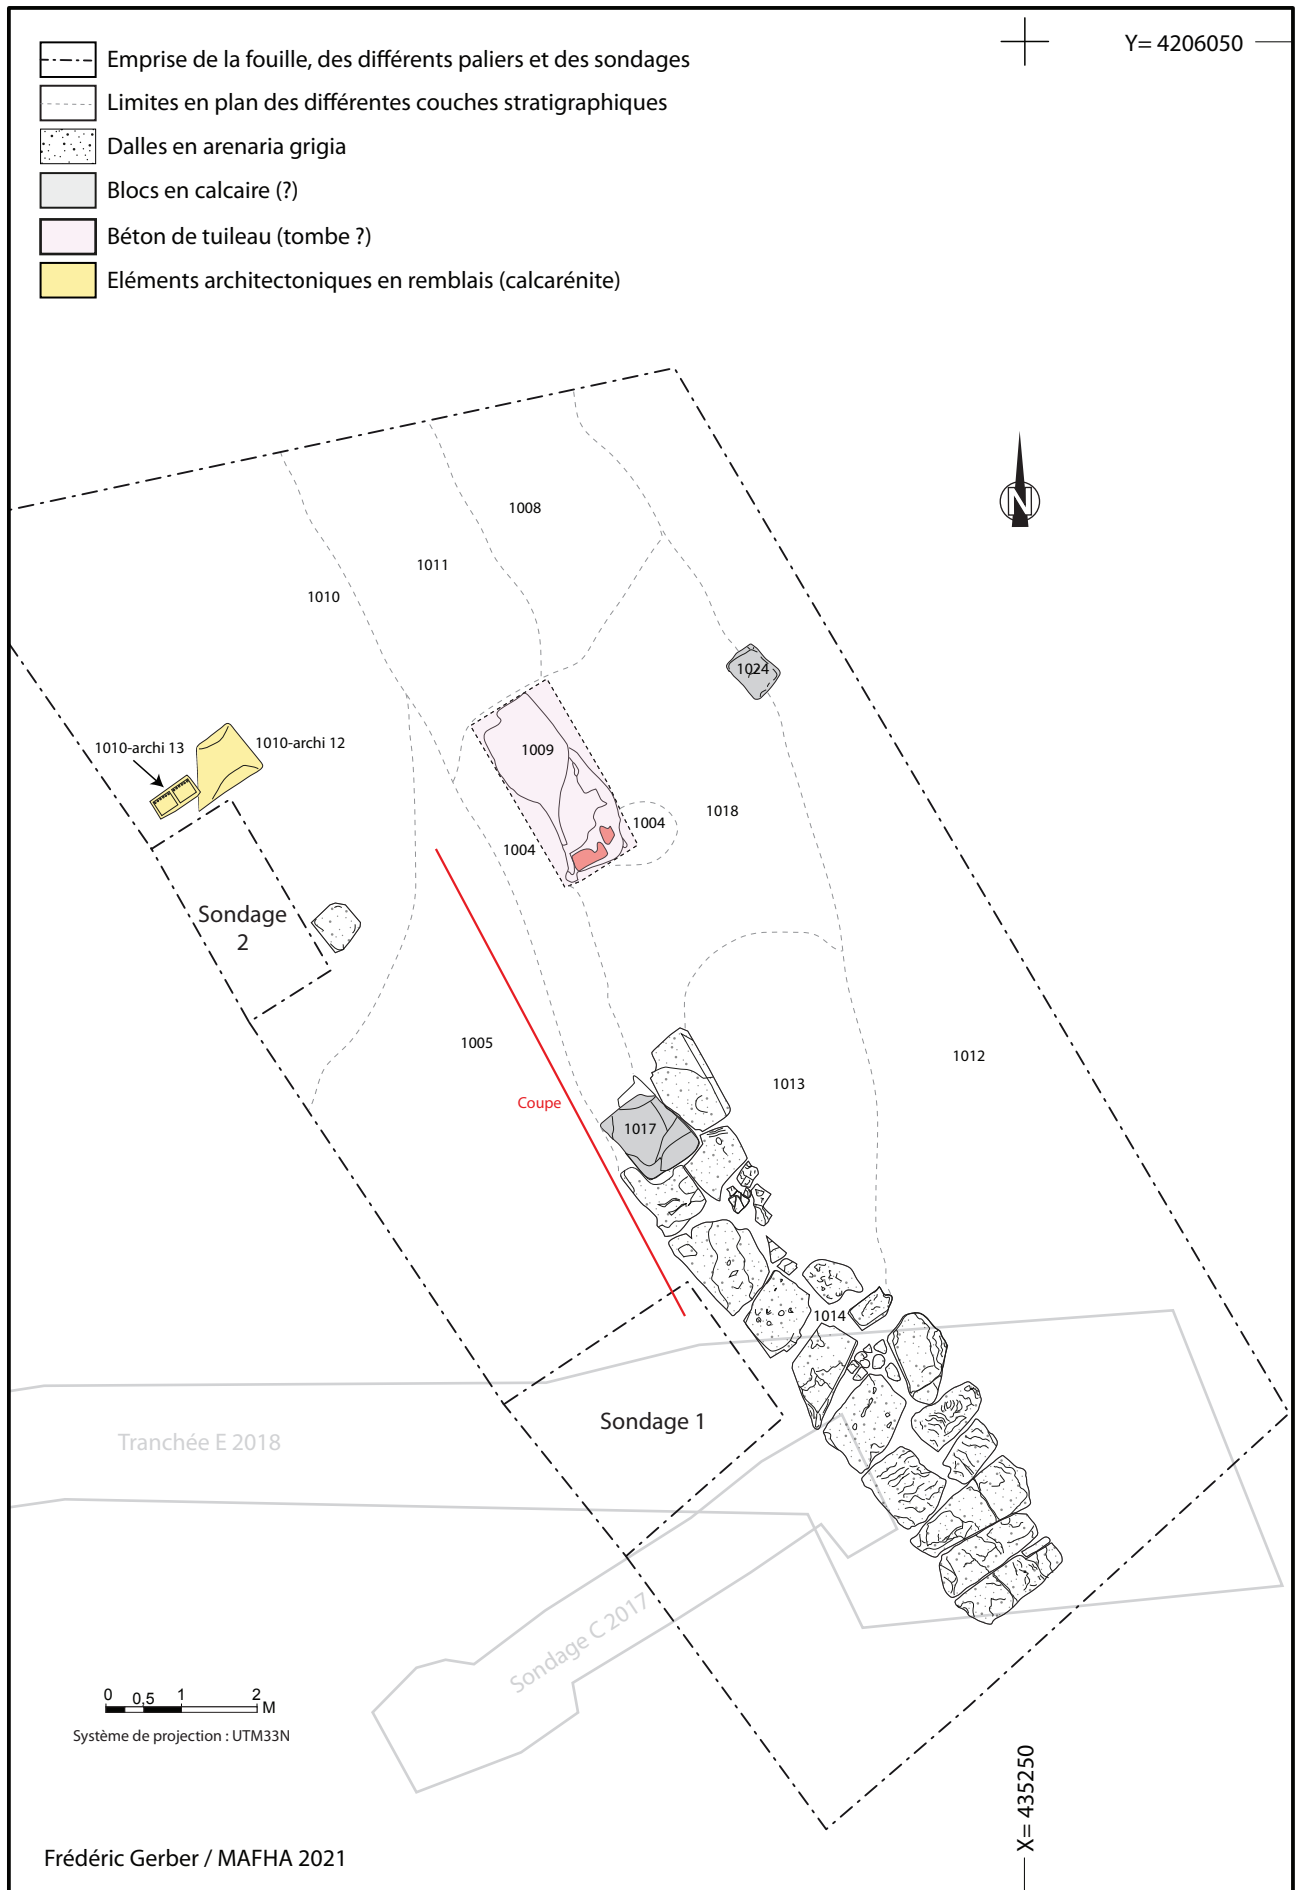 Y= 4206050
Emprise de la fouille, des différents paliers et des sondages
Limites en plan des différentes couches stratigraphiques
Dalles en arenaria grigia
Blocs en calcaire (?)
Béton de tuileau (tombe ?)
Eléments architectoniques en remblais (calcarénite)
N
1008
1011
1010
1024
1010-archi 13
1010-archi 12
1009
1004
1018
1004
Sondage
2
1005
1012
1013
Coupe
1017
1014
Sondage 1
Tranchée E 2018
Sondage C 2017
0 0,5 1 2 M
Système de projection : UTM33N
X= 435250
Frédéric Gerber / MAFHA 2021